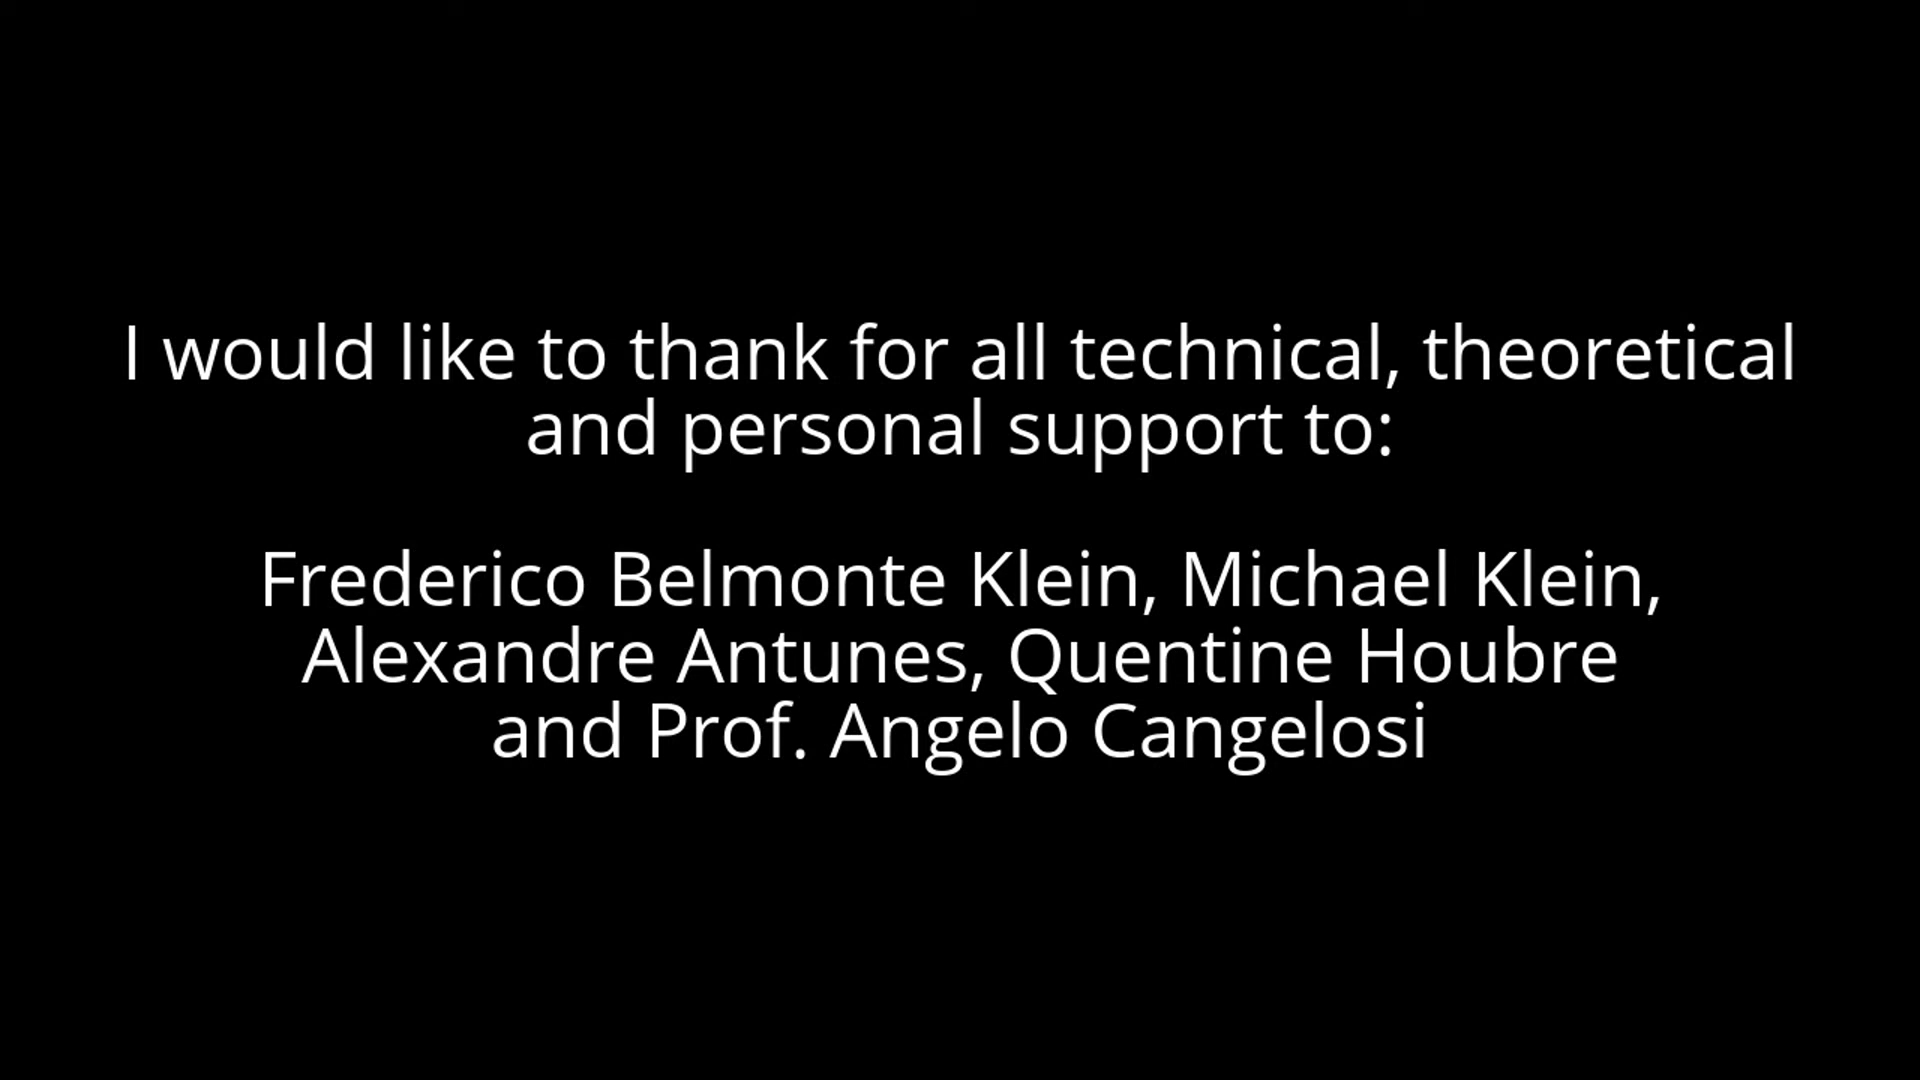 I would like to thank for all technical, theoretical
and personal support to:
Frederico Belmonte Klein, Michael Klein,
Alexandre Antunes, Quentine Houbre
and Prof. Angelo Cangelosi